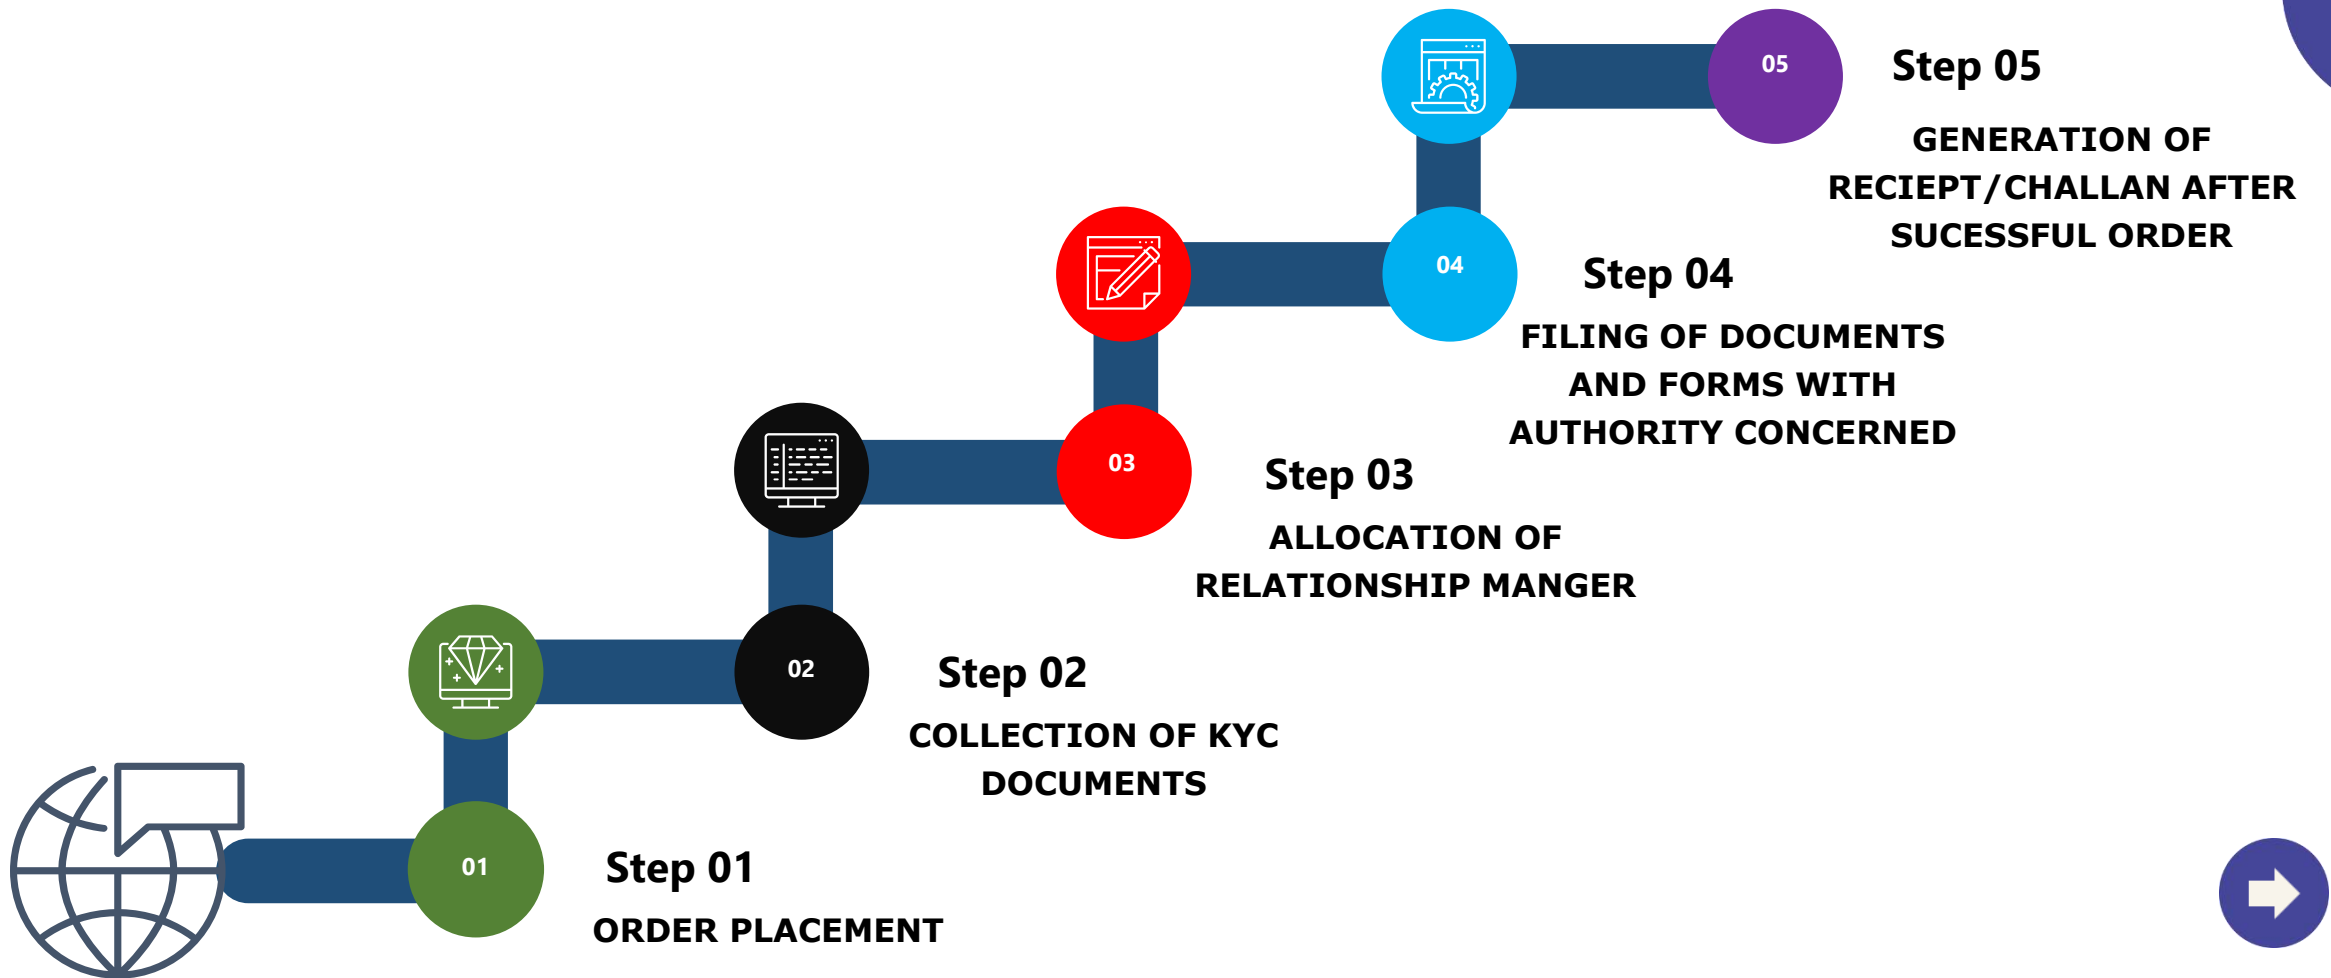 05
Step 05
GENERATION OF
RECIEPT/CHALLAN AFTER
SUCESSFUL ORDER
04
Step 04
FILING OF DOCUMENTS
AND FORMS WITH
AUTHORITY CONCERNED
03
Step 03
ALLOCATION OF
RELATIONSHIP MANGER
02
Step 02
COLLECTION OF KYC
DOCUMENTS
01
Step 01
ORDER PLACEMENT